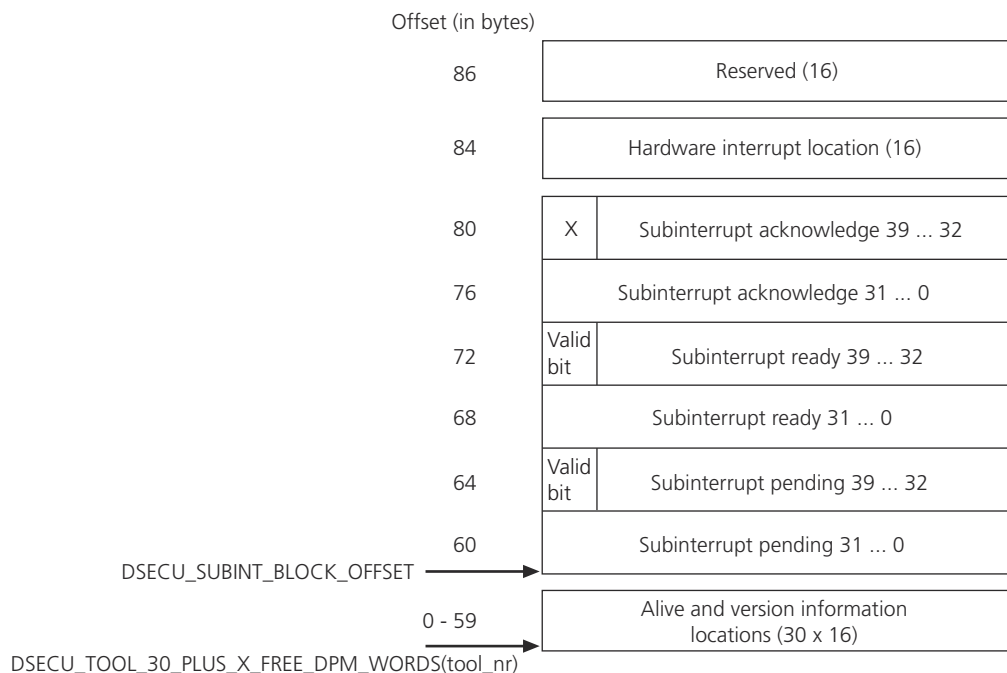 Offset (in bytes)
86 Reserved (16)
84 Hardware interrupt location (16)
80 X Subinterrupt acknowledge 39 ... 32
76 Subinterrupt acknowledge 31 ... 0
72 Valid bit Subinterrupt ready 39 ... 32
68 Subinterrupt ready 31 ... 0
64 Valid bit Subinterrupt pending 39 ... 32
60 Subinterrupt pending 31 ... 0
DSECU_SUBINT_BLOCK_OFFSET
0 - 59 Alive and version information
locations (30 x 16)
DSECU_TOOL_30_PLUS_X_FREE_DPM_WORDS(tool_nr)